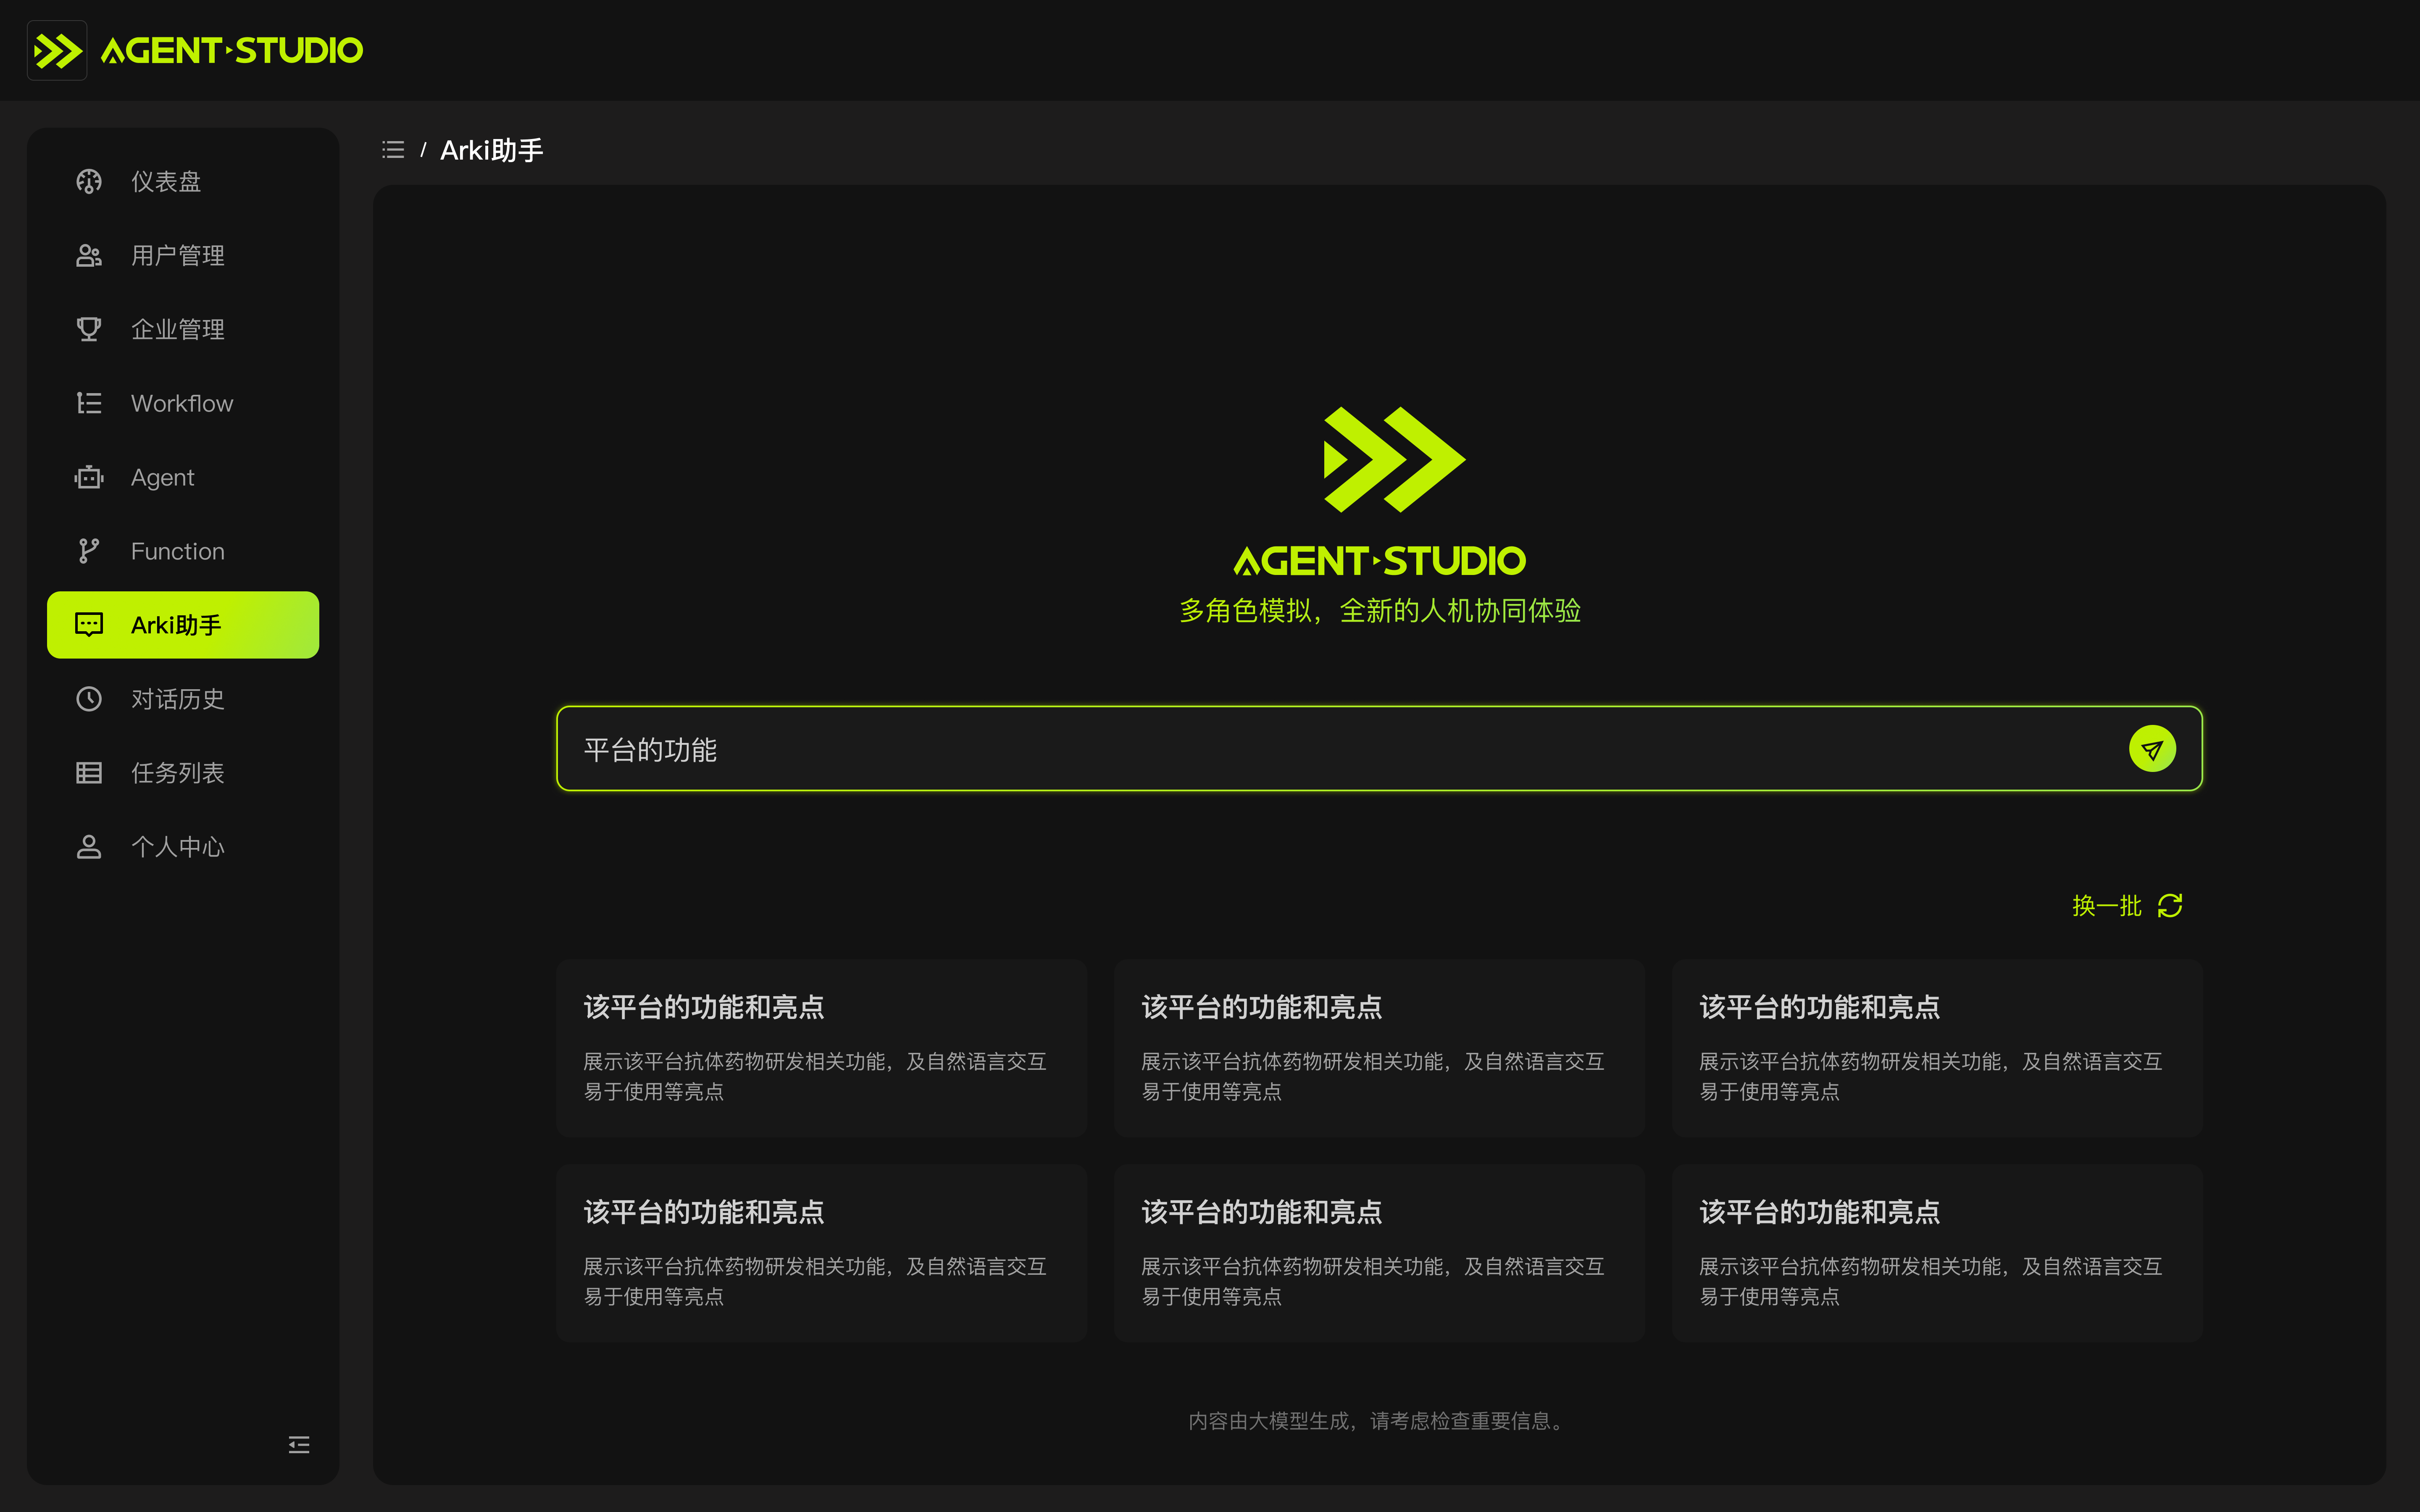 AGENT STUDIO
/ Arki助手
仪表盘
用户管理
企业管理
Workflow
Agent
Function
Arki助手
对话历史
任务列表
个人中心
AGENT STUDIO
多角色模拟，全新的人机协同体验
平台的功能
换一批
该平台的功能和亮点
展示该平台抗体药物研发相关功能，及自然语言交互
易于使用等亮点
该平台的功能和亮点
展示该平台抗体药物研发相关功能，及自然语言交互
易于使用等亮点
该平台的功能和亮点
展示该平台抗体药物研发相关功能，及自然语言交互
易于使用等亮点
该平台的功能和亮点
展示该平台抗体药物研发相关功能，及自然语言交互
易于使用等亮点
该平台的功能和亮点
展示该平台抗体药物研发相关功能，及自然语言交互
易于使用等亮点
该平台的功能和亮点
展示该平台抗体药物研发相关功能，及自然语言交互
易于使用等亮点
内容由大模型生成，请考虑检查重要信息。